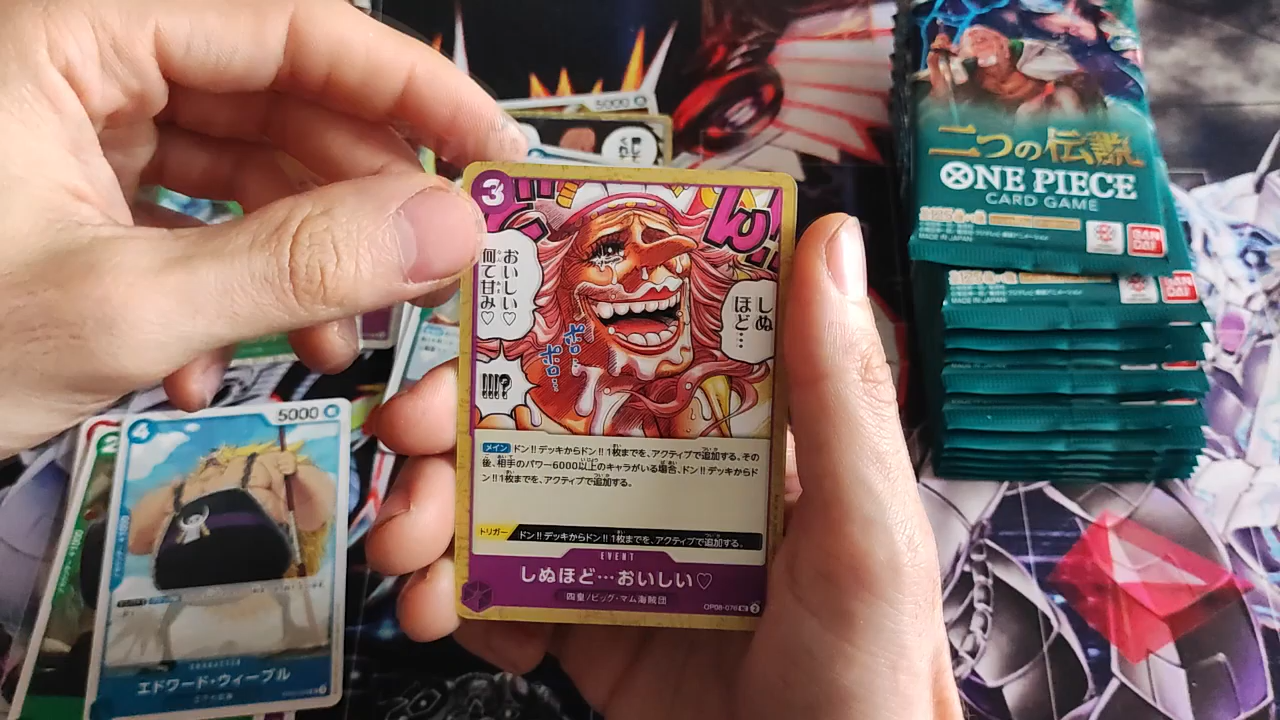 5000
二つの伝説
ONE PIECE
CARD GAME
MADE IN JAPAN
BAN
DAI
MADE IN JAPAN
3
おいしい♡
何て甘み♡
しぬ
ほど…
!!!?
メイン ドン!!デッキからドン!!1枚までを、アクティブで追加する。その
後、相手のパワー6000以上のキャラがいる場合、ドン!!デッキからド
ン!!1枚までを、アクティブで追加する。
トリガー ドン!!デッキからドン!!1枚までを、アクティブで追加する。
EVENT
しぬほど…おいしい♡
四皇/ビッグ・マム海賊団
OP08-076
2
4
5000
CHARACTER
エドワード・ウィーブル